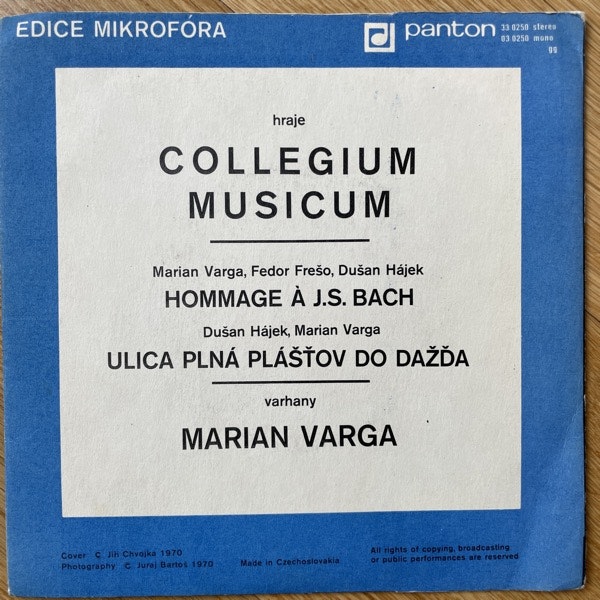 EDICE MIKROFÓRA
panton 33 0250 stereo
03 0250 mono
99
hraje
COLLEGIUM
MUSICUM
Marian Varga, Fedor Frešo, Dušan Hájek
HOMMAGE À J.S. BACH
Dušan Hájek, Marian Varga
ULICA PLNÁ PLÁŠŤOV DO DAŽĎA
varhany
MARIAN VARGA
Cover C Jiří Chvojka 1970
Photography C Juraj Bartoš 1970
Made in Czechoslovakia
All rights of copying, broadcasting
or public performances are reserved